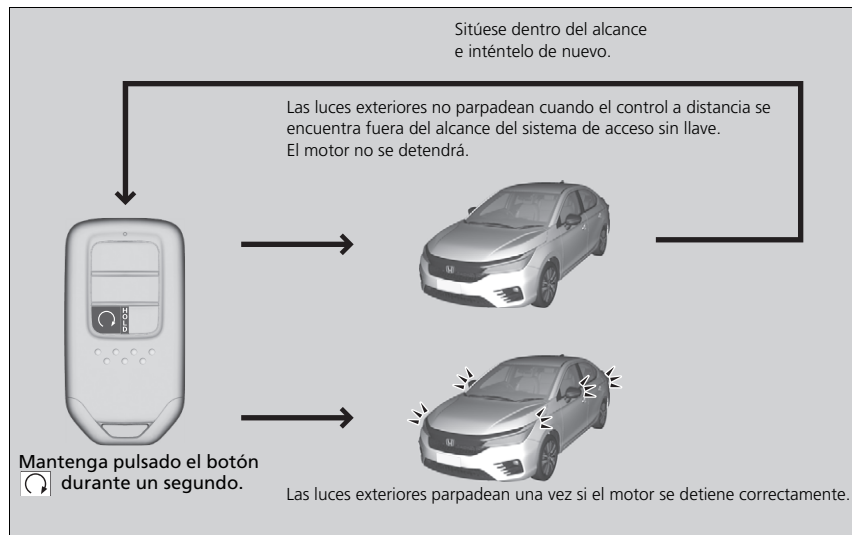 Sitúese dentro del alcance
e inténtelo de nuevo.
Las luces exteriores no parpadean cuando el control a distancia se
encuentra fuera del alcance del sistema de acceso sin llave.
El motor no se detendrá.
HOLD
Mantenga pulsado el botón
durante un segundo.
Las luces exteriores parpadean una vez si el motor se detiene correctamente.